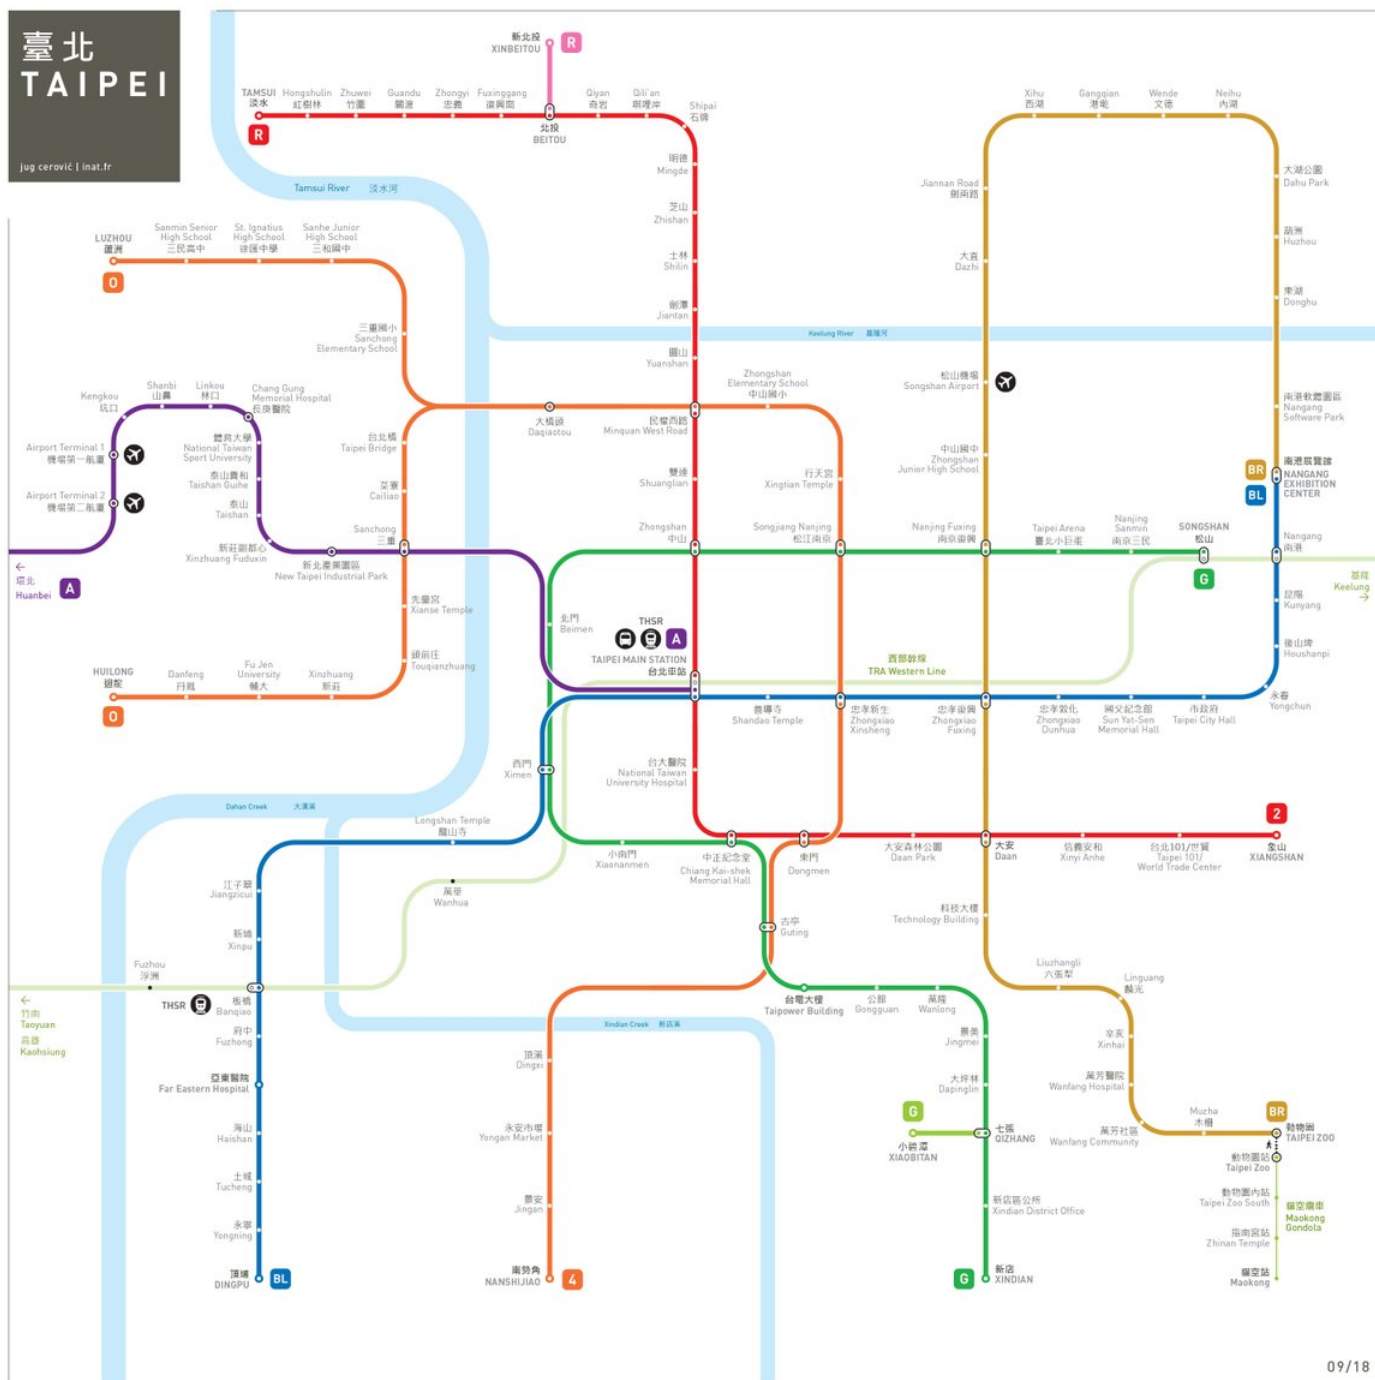 臺北
TAIPEI
jug cerović | inat.fr
新北投
XINBEITOU
R
TAMSUI
淡水
R
Hongshulin
紅樹林
Zhuwei
竹圍
Guandu
關渡
Zhongyi
忠義
Fuxinggang
復興崗
北投
BEITOU
Qiyan
奇岩
Qili'an
唭哩岸
Shipai
石牌
明德
Mingde
芝山
Zhishan
士林
Shilin
劍潭
Jiantan
圓山
Yuanshan
Tamsui River 淡水河
Keelung River 基隆河
Xihu
西湖
Gangqian
港墘
Wende
文德
Neihu
內湖
大湖公園
Dahu Park
葫洲
Huzhou
東湖
Donghu
南港軟體園區
Nangang
Software Park
BR
BL
南港展覽館
NANGANG
EXHIBITION
CENTER
Jiannan Road
劍南路
大直
Dazhi
松山機場
Songshan Airport
中山國中
Zhongshan
Junior High School
LUZHOU
蘆洲
O
Sanmin Senior
High School
三民高中
St. Ignatius
High School
徐匯中學
Sanhe Junior
High School
三和國中
三重國小
Sanchong
Elementary School
Kengkou
坑口
Shanbi
山鼻
Linkou
林口
Chang Gung
Memorial Hospital
長庚醫院
Airport Terminal 1
機場第一航廈
Airport Terminal 2
機場第二航廈
體育大學
National Taiwan
Sport University
泰山貴和
Taishan Guihe
泰山
Taishan
新莊副都心
Xinzhuang Fuduxin
新北產業園區
New Taipei Industrial Park
←
環北
Huanbei
A
台北橋
Taipei Bridge
菜寮
Cailiao
Sanchong
三重
先嗇宮
Xianse Temple
頭前庄
Touqianzhuang
大橋頭
Daqiaotou
民權西路
Minquan West Road
Zhongshan
Elementary School
中山國小
雙連
Shuanglian
行天宮
Xingtian Temple
Zhongshan
中山
Songjiang Nanjing
松江南京
Nanjing Fuxing
南京復興
Taipei Arena
臺北小巨蛋
Nanjing
Sanmin
南京三民
SONGSHAN
松山
G
Nangang
南港
基隆
Keelung
→
昆陽
Kunyang
後山埤
Houshanpi
永春
Yongchun
北門
Beimen
THSR
A
TAIPEI MAIN STATION
台北車站
西部幹線
TRA Western Line
HUILONG
迴龍
O
Danfeng
丹鳳
Fu Jen
University
輔大
Xinzhuang
新莊
善導寺
Shandao Temple
忠孝新生
Zhongxiao
Xinsheng
忠孝復興
Zhongxiao
Fuxing
忠孝敦化
Zhongxiao
Dunhua
國父紀念館
Sun Yat-Sen
Memorial Hall
市政府
Taipei City Hall
西門
Ximen
台大醫院
National Taiwan
University Hospital
Dahan Creek 大漢溪
Longshan Temple
龍山寺
小南門
Xiaonanmen
中正紀念堂
Chiang Kai-shek
Memorial Hall
東門
Dongmen
大安森林公園
Daan Park
大安
Daan
信義安和
Xinyi Anhe
台北101/世貿
Taipei 101/
World Trade Center
2
象山
XIANGSHAN
江子翠
Jiangzicui
新埔
Xinpu
萬華
Wanhua
古亭
Guting
科技大樓
Technology Building
Fuzhou
浮洲
THSR
板橋
Banqiao
←
竹南
Taoyuan
高雄
Kaohsiung
府中
Fuzhong
亞東醫院
Far Eastern Hospital
海山
Haishan
土城
Tucheng
永寧
Yongning
頂埔
DINGPU
BL
Xindian Creek 新店溪
頂溪
Dingxi
永安市場
Yongan Market
景安
Jingan
南勢角
NANSHIJIAO
4
台電大樓
Taipower Building
公館
Gongguan
萬隆
Wanlong
景美
Jingmei
大坪林
Dapinglin
G
小碧潭
XIAOBITAN
七張
QIZHANG
新店區公所
Xindian District Office
G
新店
XINDIAN
Liuzhangli
六張犁
Linguang
麟光
辛亥
Xinhai
萬芳醫院
Wanfang Hospital
萬芳社區
Wanfang Community
Muzha
木柵
BR
動物園
TAIPEI ZOO
動物園站
Taipei Zoo
動物園內站
Taipei Zoo South
指南宮站
Zhinan Temple
貓空站
Maokong
貓空纜車
Maokong
Gondola
09/18